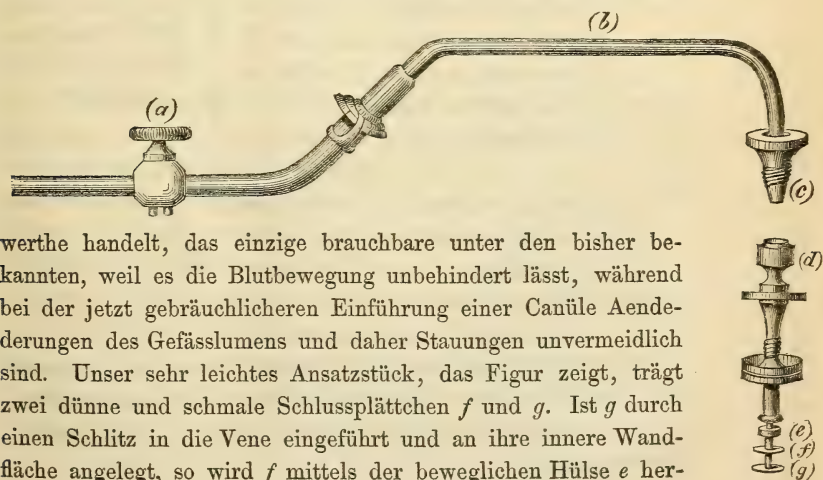 (b)
(a)
(c)
werthe handelt, das einzige brauchbare unter den bisher be-
kannten, weil es die Blutbewegung unbehindert lässt, während
bei der jetzt gebräuchlicheren Einführung einer Canüle Aende-
derungen des Gefässlumens und daher Stauungen unvermeidlich
sind. Unser sehr leichtes Ansatzstück, das Figur zeigt, trägt
zwei dünne und schmale Schlussplättchen f und g. Ist g durch
einen Schlitz in die Vene eingeführt und an ihre innere Wand-
fläche angelegt, so wird f mittels der beweglichen Hülse e her-
(d)
(e)
(f)
(g)